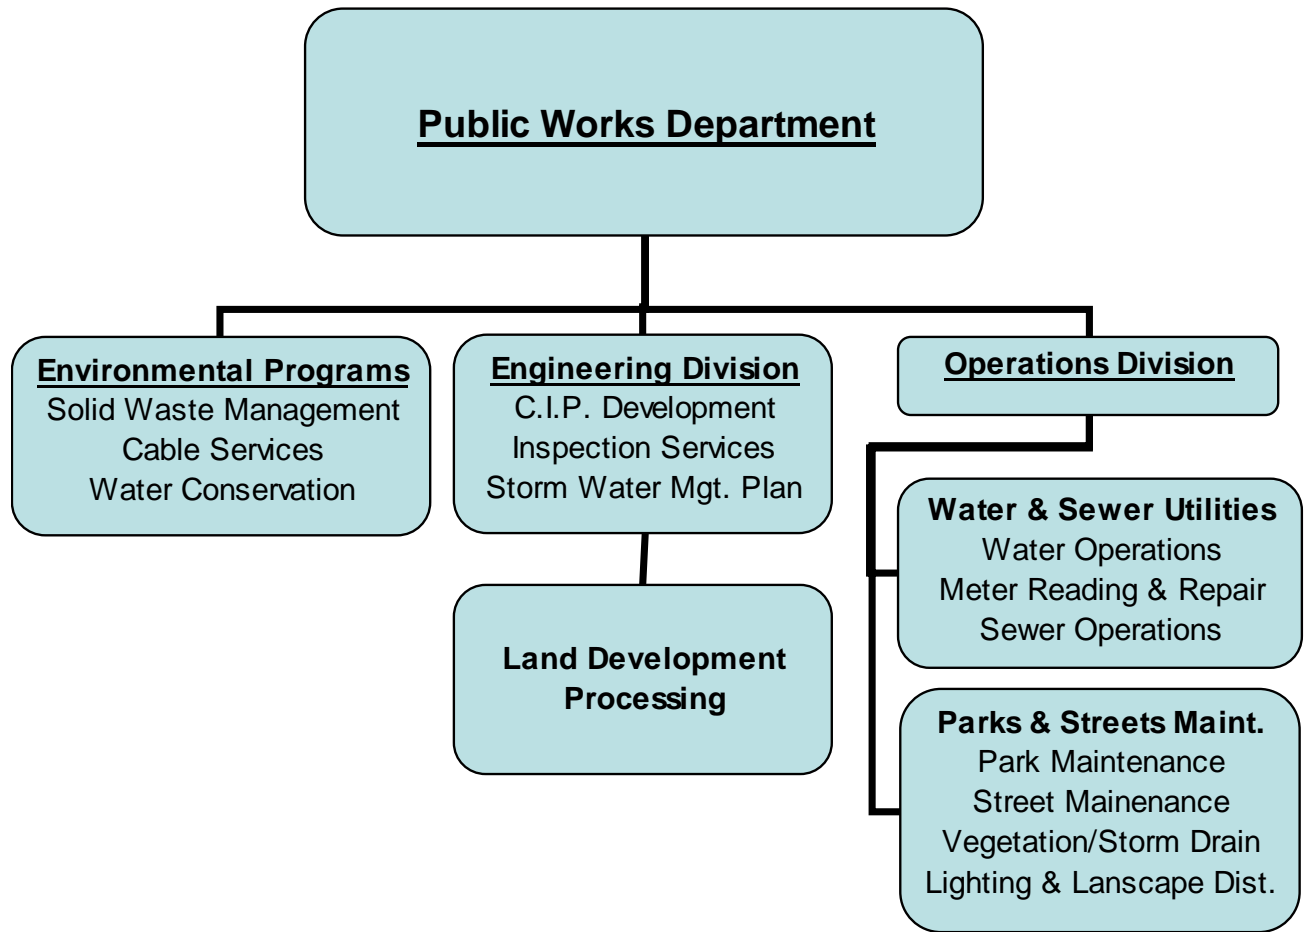 Public Works Department
Environmental Programs
Solid Waste Management
Cable Services
Water Conservation
Engineering Division
C.I.P. Development
Inspection Services
Storm Water Mgt. Plan
Land Development
Processing
Operations Division
Water & Sewer Utilities
Water Operations
Meter Reading & Repair
Sewer Operations
Parks & Streets Maint.
Park Maintenance
Street Mainenance
Vegetation/Storm Drain
Lighting & Lanscape Dist.